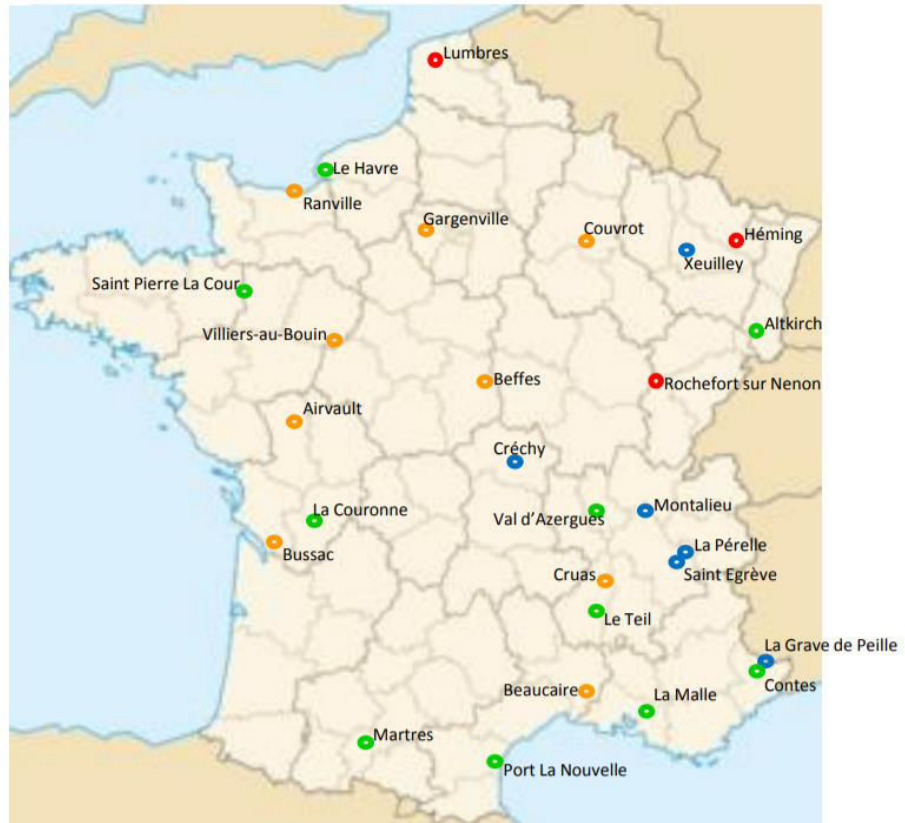 Lumbres
Le Havre
Ranville
Gargenville
Couvrot
Héming
Xeuilley
Saint Pierre La Cour
Altkirch
Villiers-au-Bouin
Beffes
Rochefort sur Nenon
Airvault
Créchy
La Couronne
Val d’Azergues
Montalieu
Bussac
La Pérelle
Cruas
Saint Egrève
Le Teil
La Grave de Peille
Beaucaire
La Malle
Contes
Martres
Port La Nouvelle